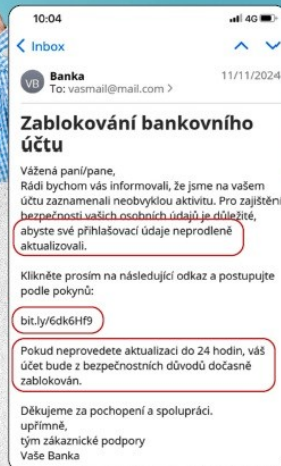 10:04
4G
Inbox
VB
Banka
11/11/2024
To: vasmail@mail.com >
Zablokování bankovního
účtu
Vážená paní/pane,
Rádi bychom vás informovali, že jsme na vašem
účtu zaznamenali neobvyklou aktivitu. Pro zajištění
bezpečnosti vašich osobních údajů je důležité,
abyste své přihlašovací údaje neprodleně
aktualizovali.
Klikněte prosím na následující odkaz a postupujte
podle pokynů:
bit.ly/6dk6Hf9
Pokud neprovedete aktualizaci do 24 hodin, váš
účet bude z bezpečnostních důvodů dočasně
zablokován.
Děkujeme za pochopení a spolupráci.
upřímně,
tým zákaznické podpory
Vaše Banka